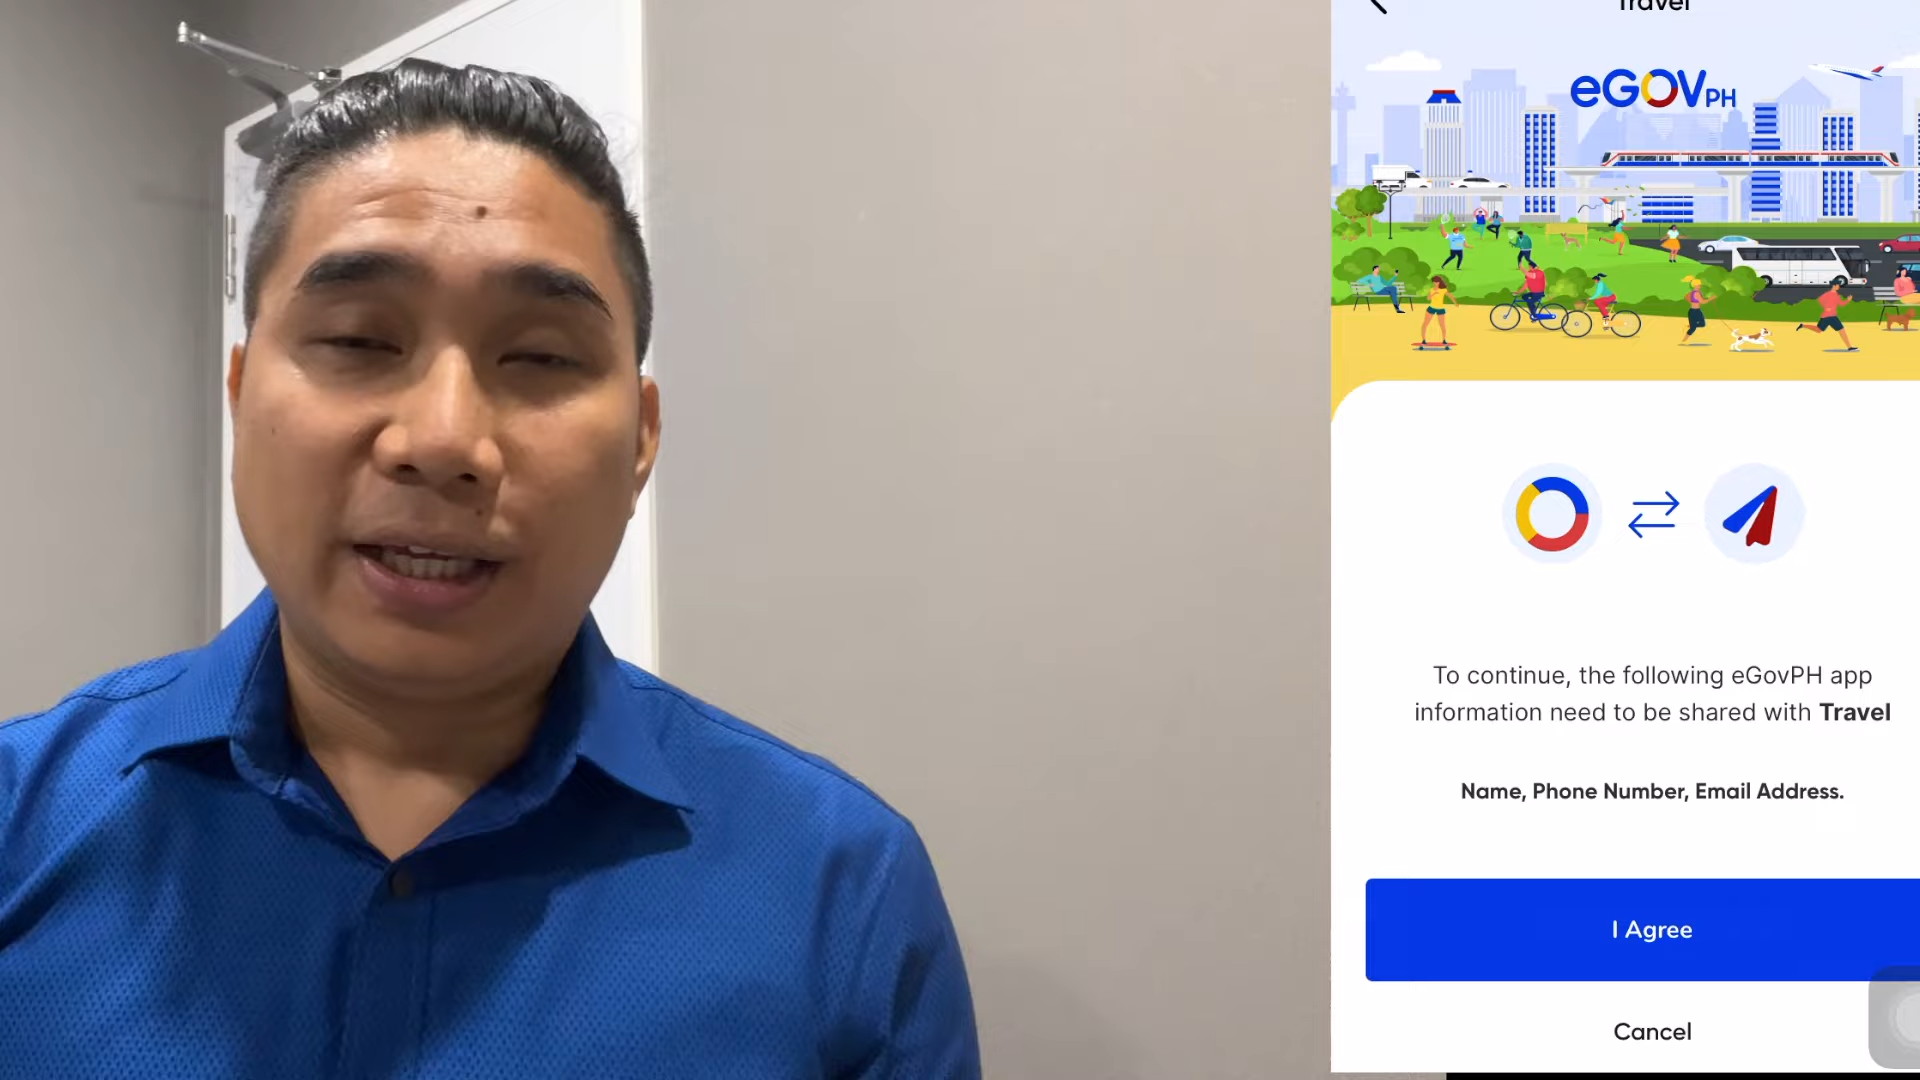 Travel
eGOVPH
To continue, the following eGovPH app
information need to be shared with Travel
Name, Phone Number, Email Address.
I Agree
Cancel